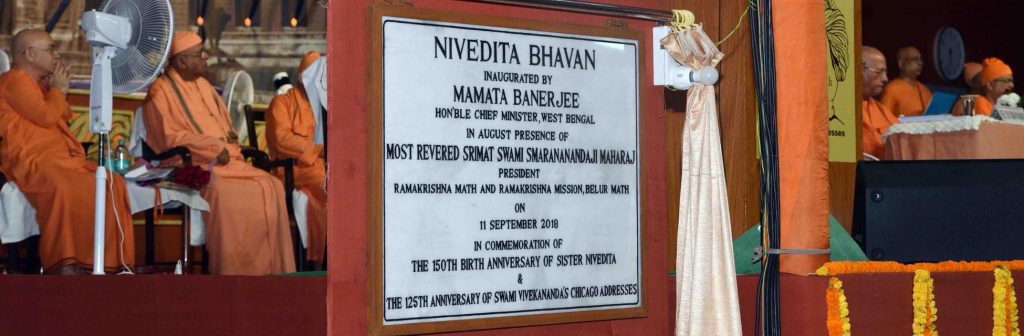 NIVEDITA BHAVAN
INAUGURATED BY
MAMATA BANERJEE
HON'BLE CHIEF MINISTER, WEST BENGAL
IN AUGUST PRESENCE OF
MOST REVERED SRIMAT SWAMI SMARANANANDAJI MAHARAJ
PRESIDENT
RAMAKRISHNA MATH AND RAMAKRISHNA MISSION, BELUR MATH
ON
11 SEPTEMBER 2018
IN COMMEMORATION OF
THE 150TH BIRTH ANNIVERSARY OF SISTER NIVEDITA
&
THE 125TH ANNIVERSARY OF SWAMI VIVEKANANDA'S CHICAGO ADDRESSES